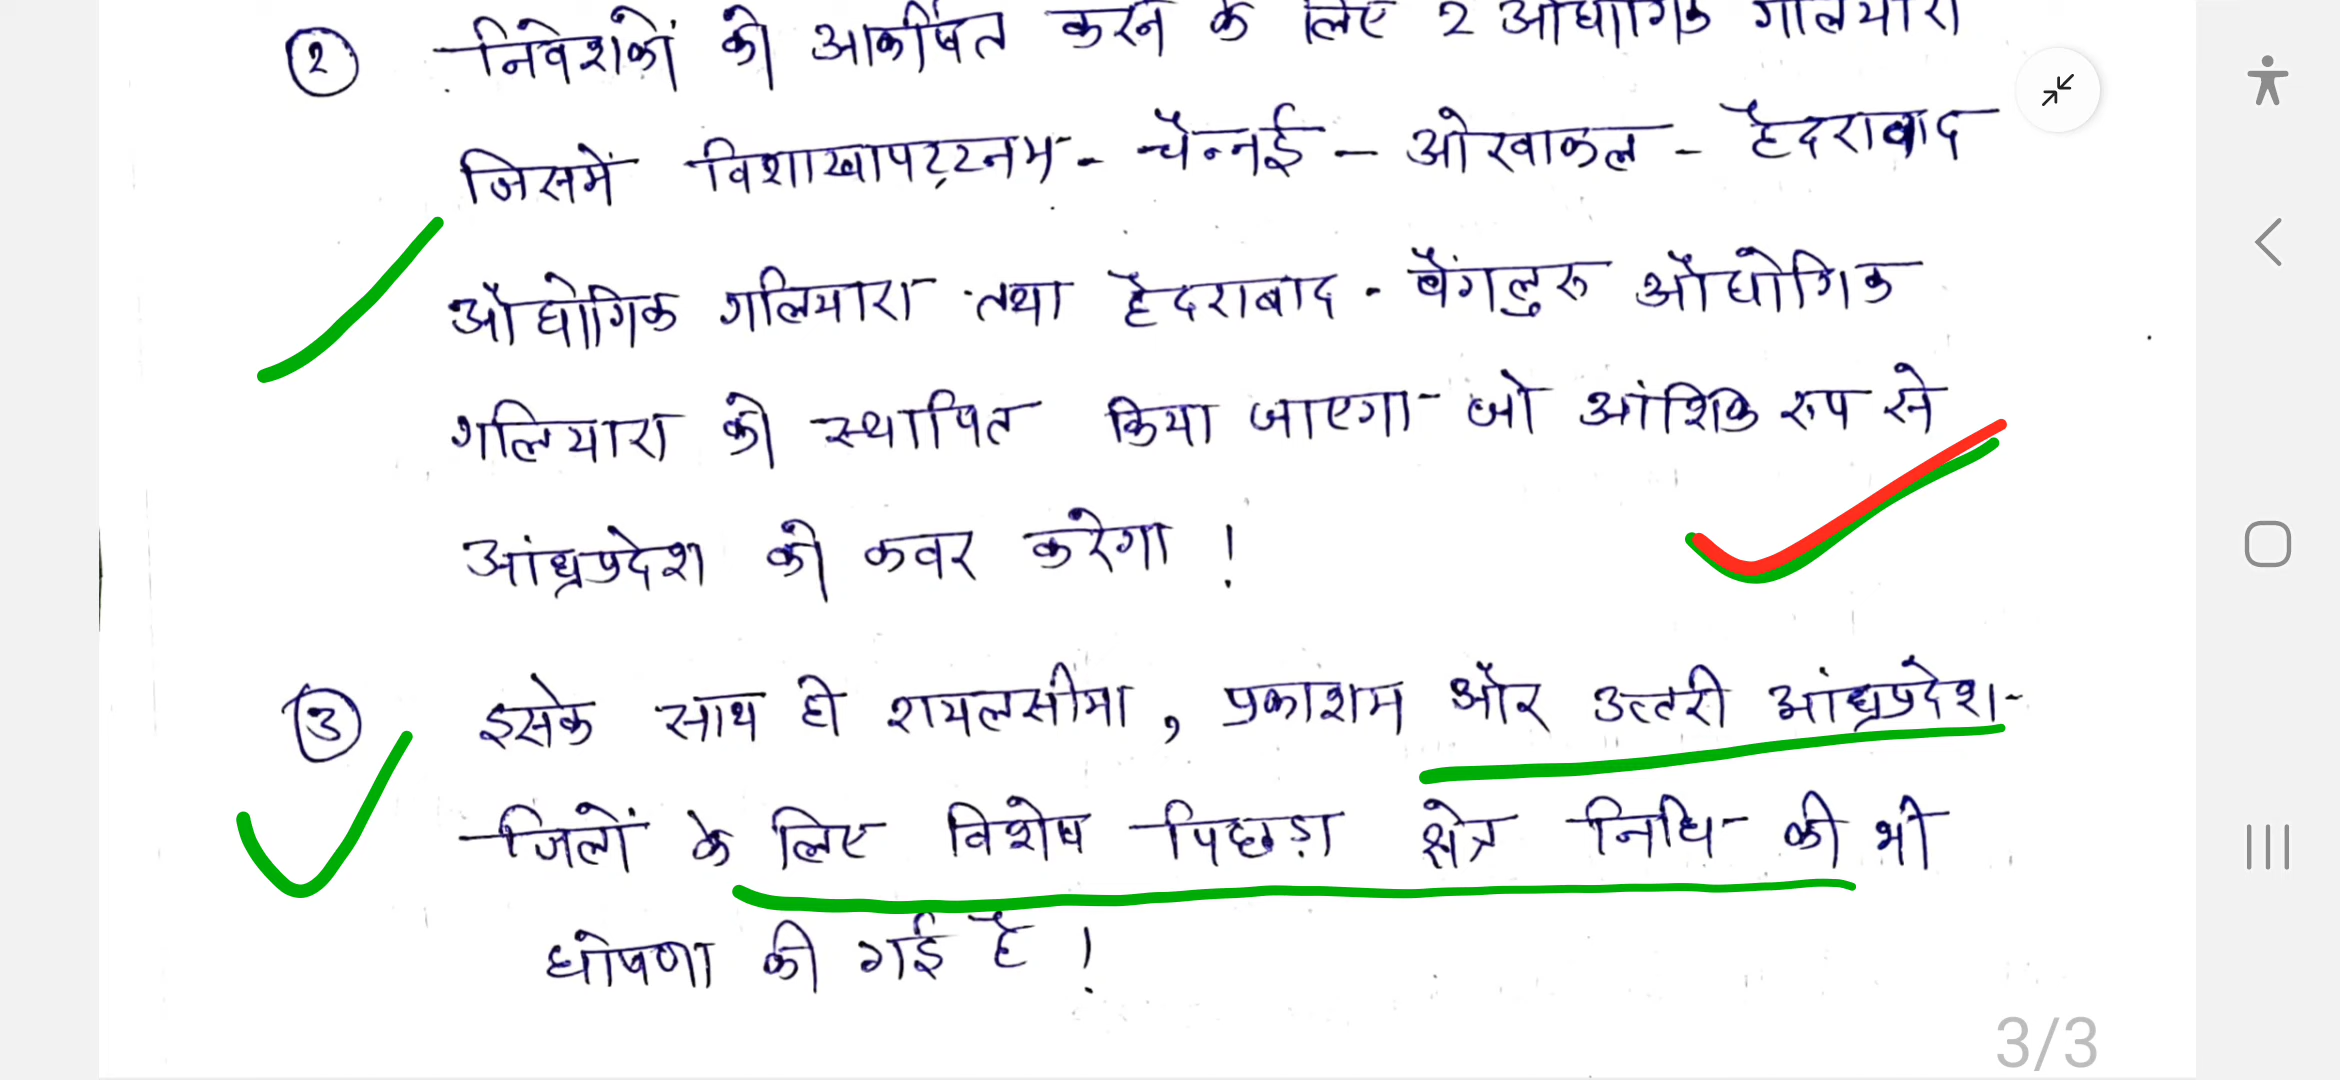 ② निवेशकों को आकर्षित करने के लिए 2 औद्योगिक गलियारा
जिसमें विशाखापट्टनम - चैन्नई - ओरवाकल - हैदराबाद
औद्योगिक गलियारा तथा हैदराबाद - बैंगलुरु औद्योगिक
गलियारा को स्थापित किया जाएगा जो आंशिक रूप से
आंध्रप्रदेश को कवर करेगा !
③ इसके साथ ही रायलसीमा, प्रकाशम और उत्तरी आंध्रप्रदेश
जिलों के लिए विशेष पिछड़ा क्षेत्र निधि की भी
घोषणा की गई है !
3/3